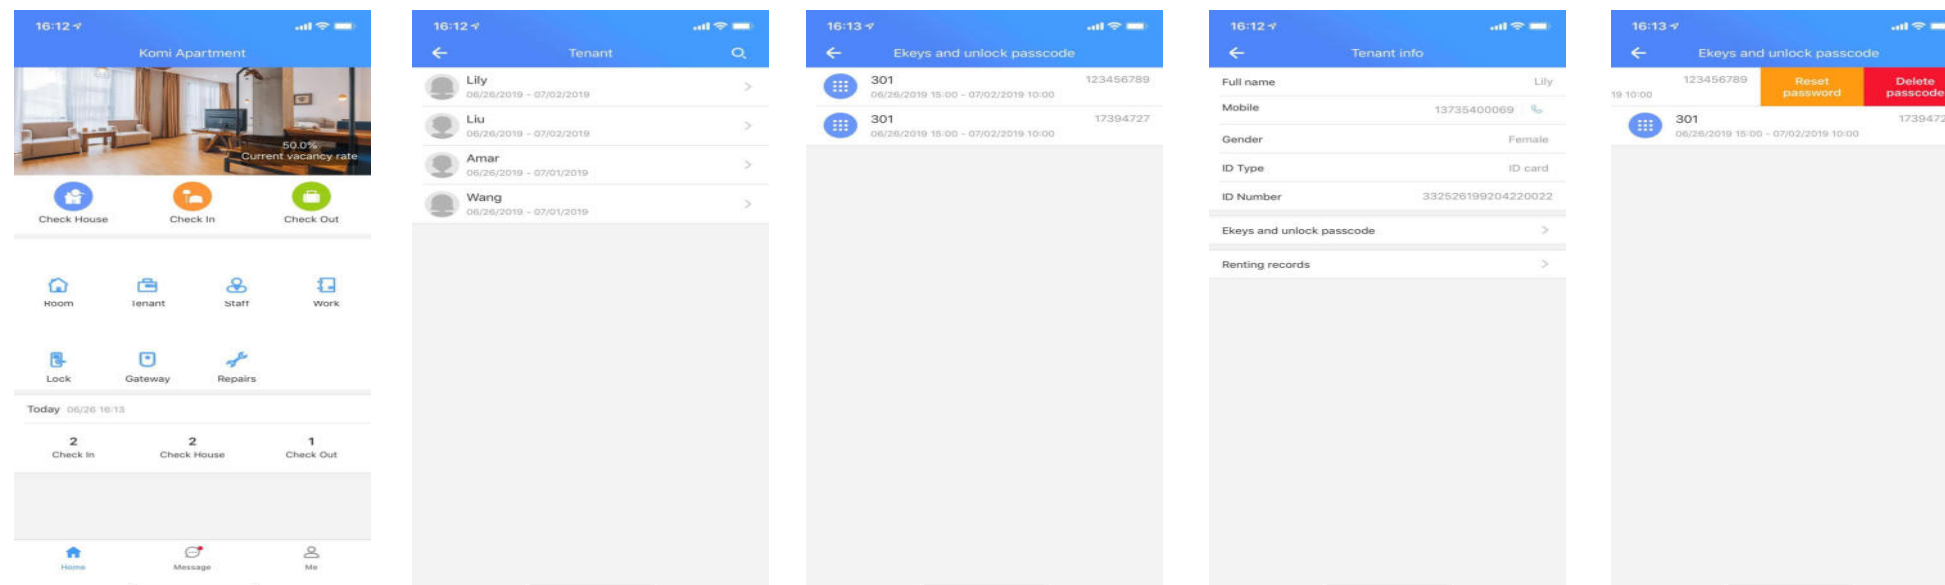 16:12
Komi Apartment
50.0%
Current vacancy rate
Check House
Check In
Check Out
Room
Tenant
Staff
Work
Lock
Gateway
Repairs
Today 06/26 16:13
2
Check In
2
Check House
1
Check Out
Home
Message
Me
16:12
Tenant
Lily
06/26/2019 - 07/02/2019
Liu
06/26/2019 - 07/02/2019
Amar
06/26/2019 - 07/01/2019
Wang
06/26/2019 - 07/01/2019
16:13
Ekeys and unlock passcode
301 123456789
06/26/2019 15:00 - 07/02/2019 10:00
301 17394727
06/26/2019 15:00 - 07/02/2019 10:00
16:12
Tenant info
Full name Lily
Mobile 13735400069
Gender Female
ID Type ID card
ID Number 332526199204220022
Ekeys and unlock passcode
Renting records
16:13
Ekeys and unlock passcode
123456789
19 10:00
Reset
password
Delete
passcode
301 1739472
06/26/2019 15:00 - 07/02/2019 10:00